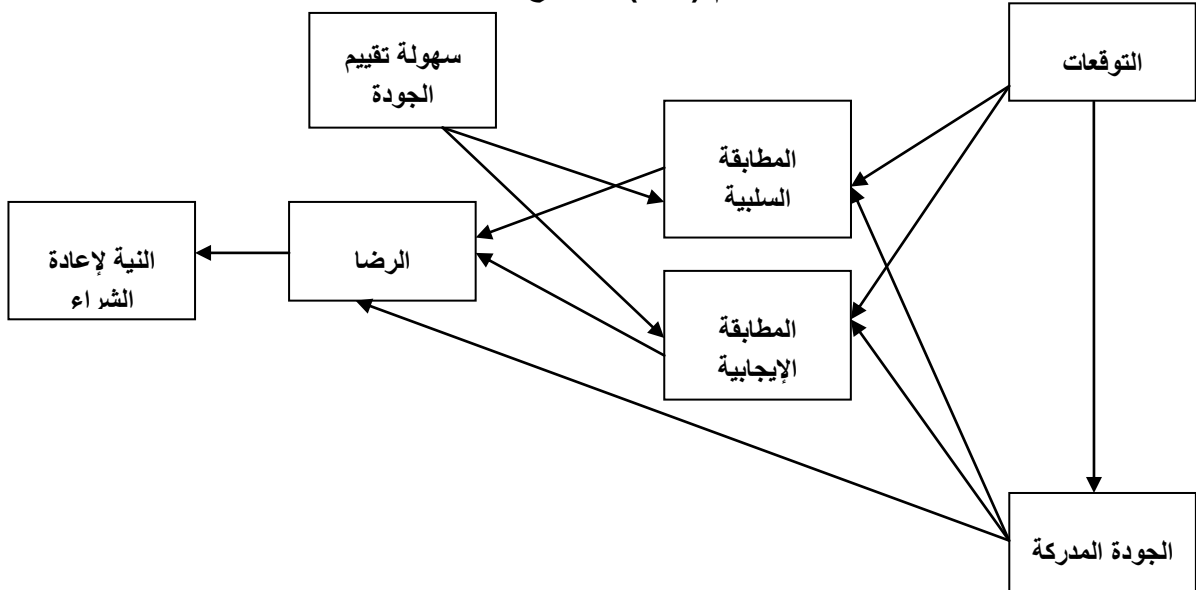 سهولة تقييم
الجودة
التوقعات
المطابقة
السلبية
النية لإعادة
الشراء
الرضا
المطابقة
الإيجابية
الجودة المدركة